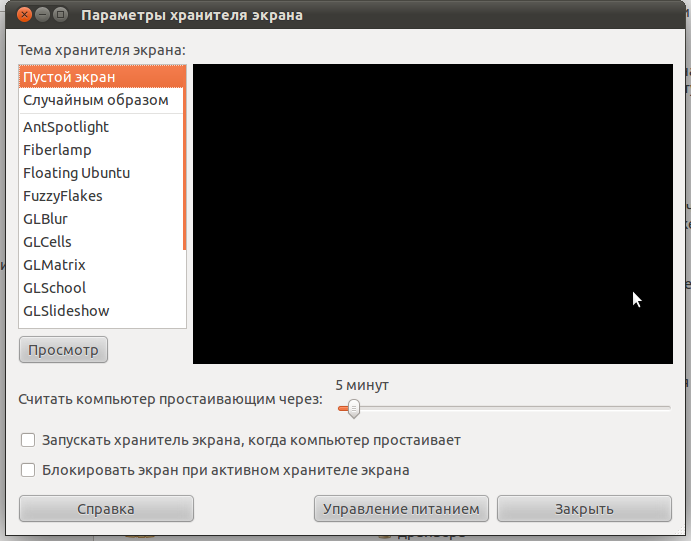 Параметры хранителя экрана
Тема хранителя экрана:
Пустой экран
Случайным образом
AntSpotlight
Fiberlamp
Floating Ubuntu
FuzzyFlakes
GLBlur
GLCells
GLMatrix
GLSchool
GLSlideshow
Просмотр
5 минут
Считать компьютер простаивающим через:
Запускать хранитель экрана, когда компьютер простаивает
Блокировать экран при активном хранителе экрана
Справка
Управление питанием
Закрыть